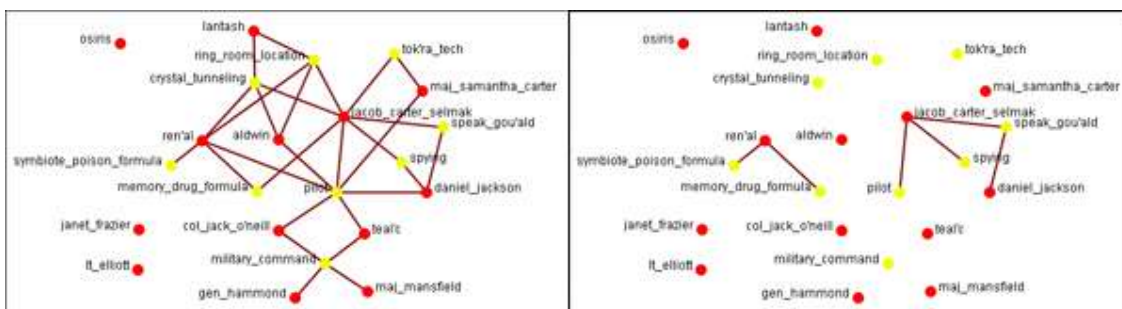 lantash
osiris
ring_room_location
tok'ra_tech
crystal_tunneling
maj_samantha_carter
jacob_carter_selmak
speak_gou'ald
ren'al
aldwin
symbiote_poison_formula
spying
memory_drug_formula
pilot
daniel_jackson
janet_frazier
col_jack_o'neill
teal'c
military_command
lt_elliott
gen_hammond
maj_mansfield
lantash
osiris
ring_room_location
tok'ra_tech
crystal_tunneling
maj_samantha_carter
jacob_carter_selmak
speak_gou'ald
ren'al
aldwin
symbiote_poison_formula
spying
memory_drug_formula
pilot
daniel_jackson
janet_frazier
col_jack_o'neill
teal'c
military_command
lt_elliott
gen_hammond
maj_mansfield